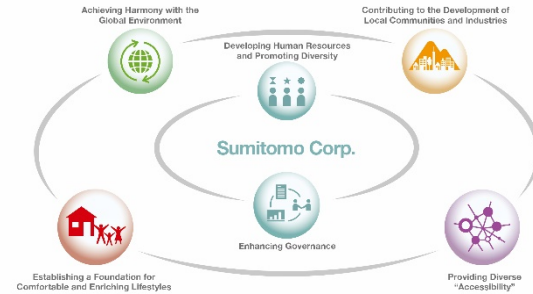 Achieving Harmony with the
Global Environment
Contributing to the Development of
Local Communities and Industries
Developing Human Resources
and Promoting Diversity
Sumitomo Corp.
Enhancing Governance
Establishing a Foundation for
Comfortable and Enriching Lifestyles
Providing Diverse
“Accessibility”